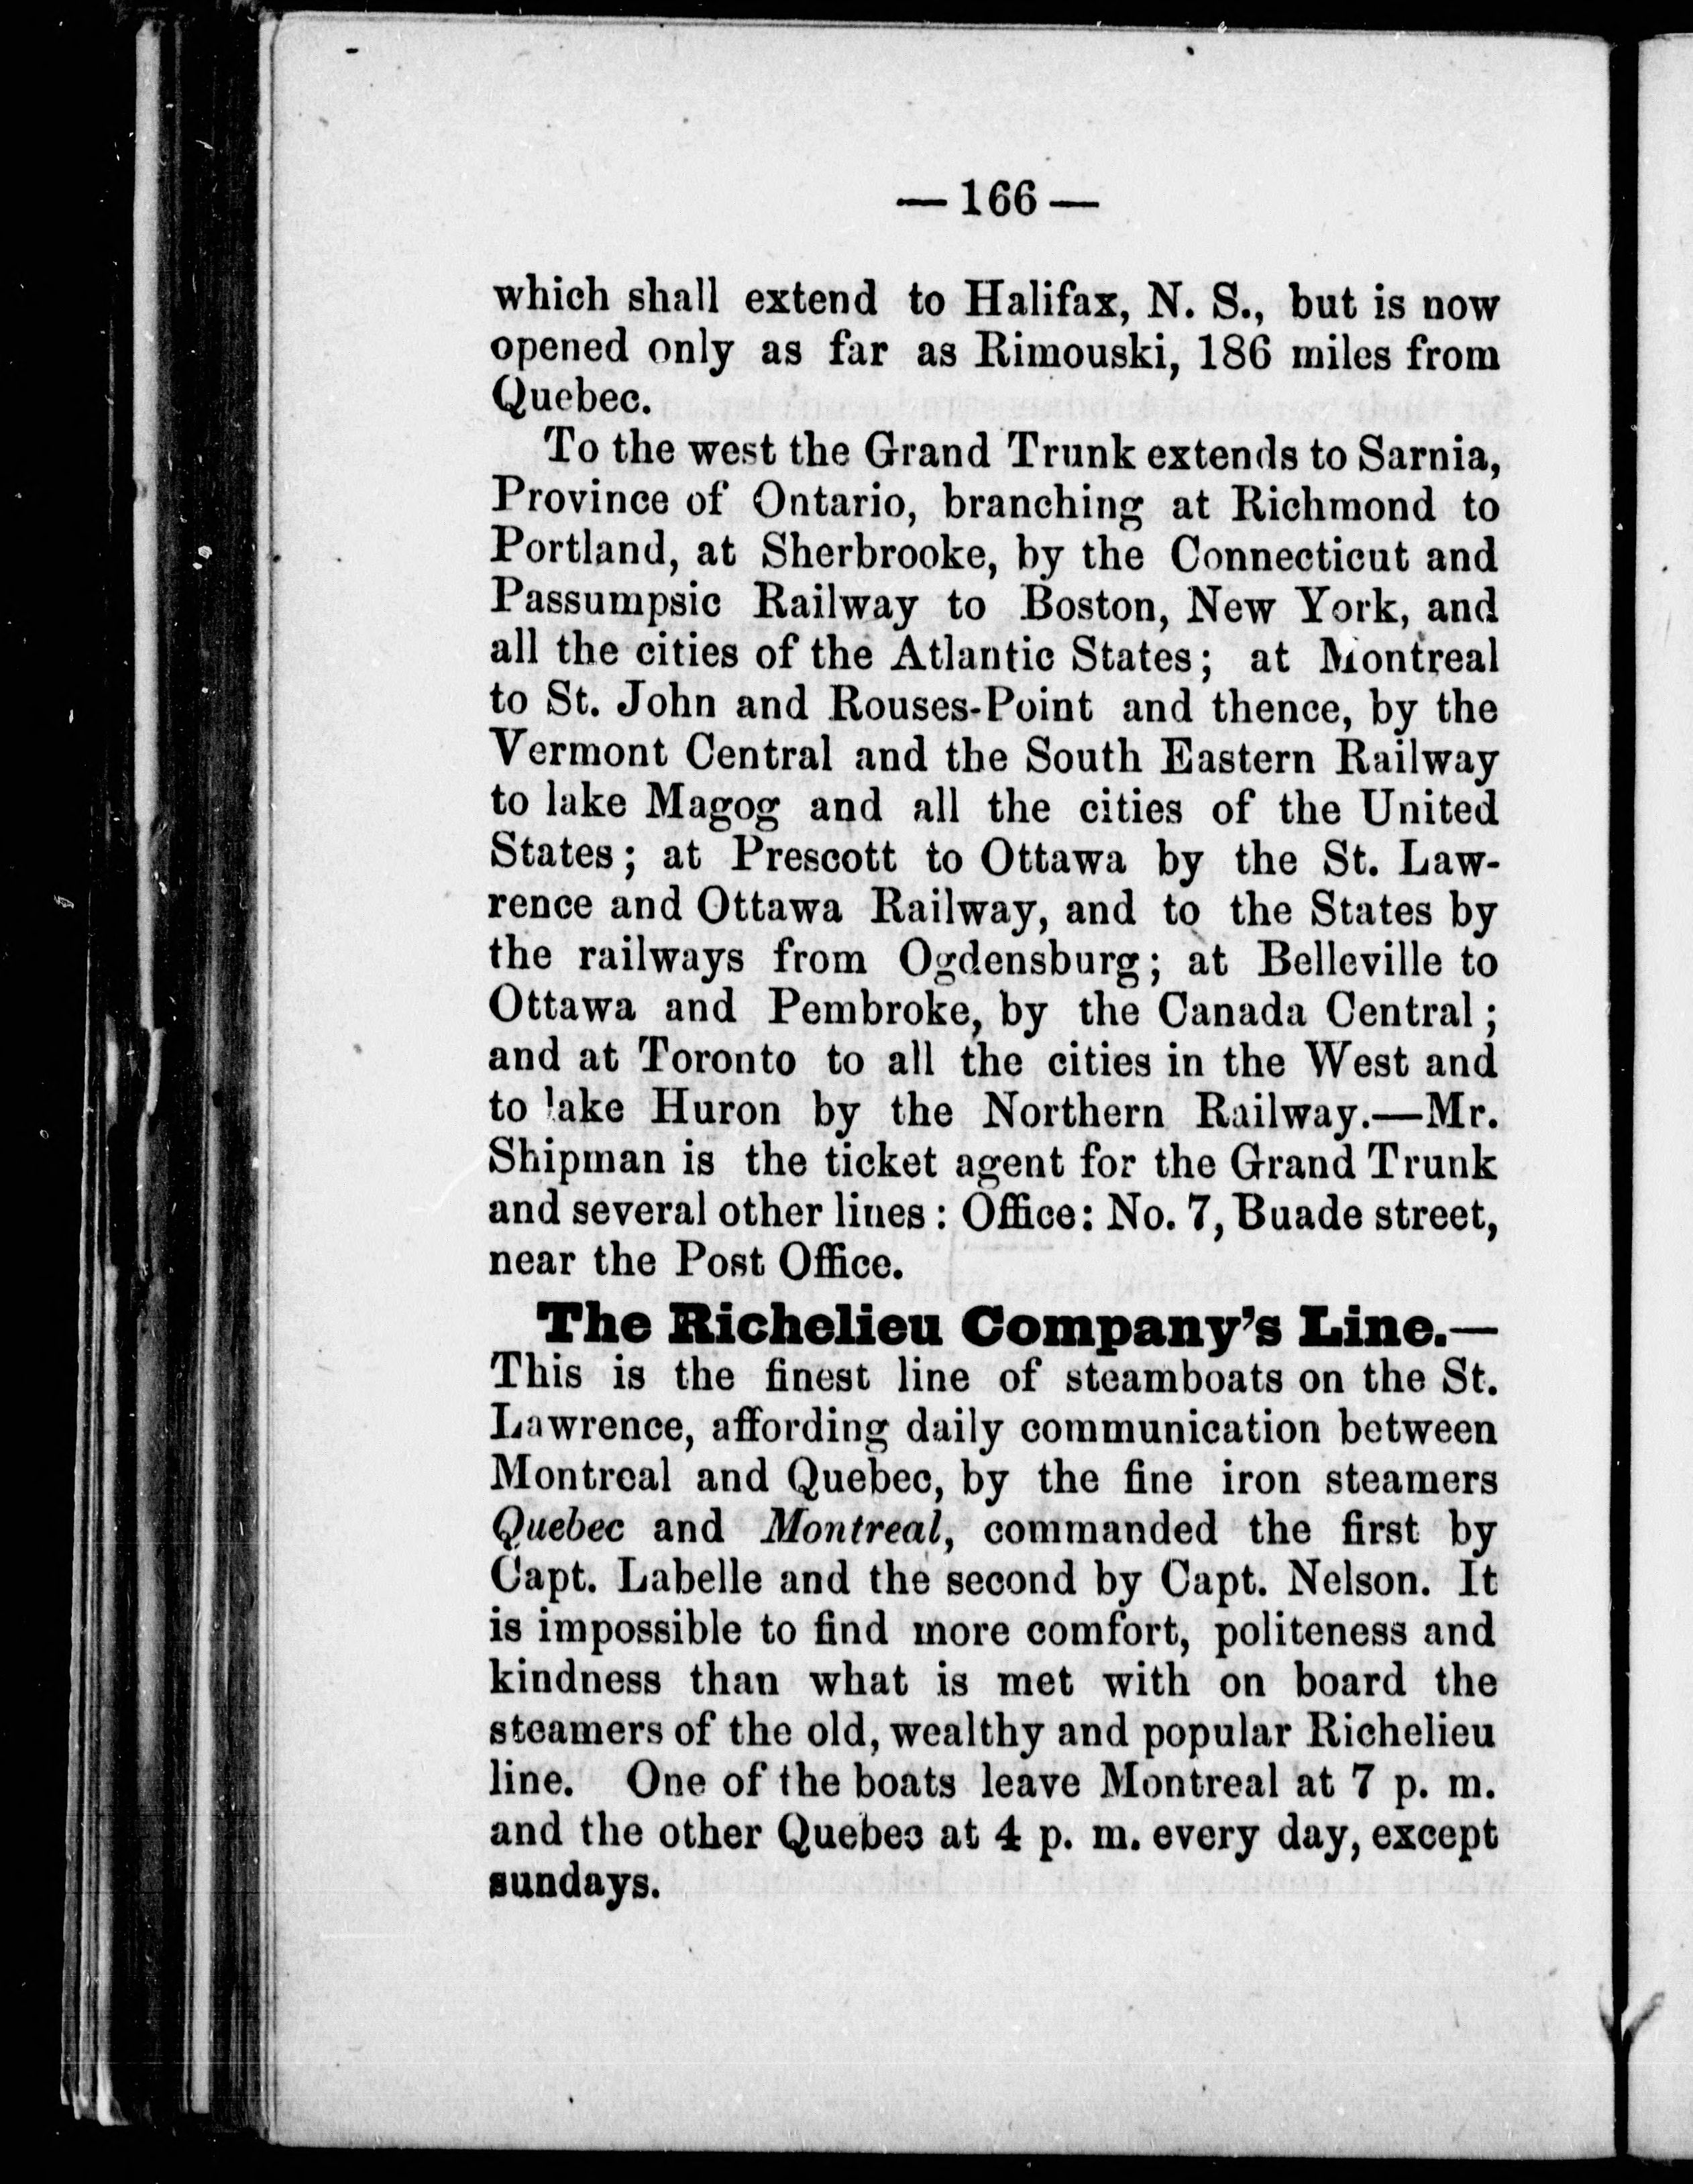 — 166 —
which shall extend to Halifax, N. S., but is now
opened only as far as Rimouski, 186 miles from
Quebec.
To the west the Grand Trunk extends to Sarnia,
Province of Ontario, branching at Richmond to
Portland, at Sherbrooke, by the Connecticut and
Passumpsic Railway to Boston, New York, and
all the cities of the Atlantic States; at Montreal
to St. John and Rouses-Point and thence, by the
Vermont Central and the South Eastern Railway
to lake Magog and all the cities of the United
States; at Prescott to Ottawa by the St. Law-
rence and Ottawa Railway, and to the States by
the railways from Ogdensburg; at Belleville to
Ottawa and Pembroke, by the Canada Central;
and at Toronto to all the cities in the West and
to lake Huron by the Northern Railway.—Mr.
Shipman is the ticket agent for the Grand Trunk
and several other lines: Office: No. 7, Buade street,
near the Post Office.
The Richelieu Company's Line.—
This is the finest line of steamboats on the St.
Lawrence, affording daily communication between
Montreal and Quebec, by the fine iron steamers
Quebec and Montreal, commanded the first by
Capt. Labelle and the second by Capt. Nelson. It
is impossible to find more comfort, politeness and
kindness than what is met with on board the
steamers of the old, wealthy and popular Richelieu
line. One of the boats leave Montreal at 7 p. m.
and the other Quebec at 4 p. m. every day, except
sundays.